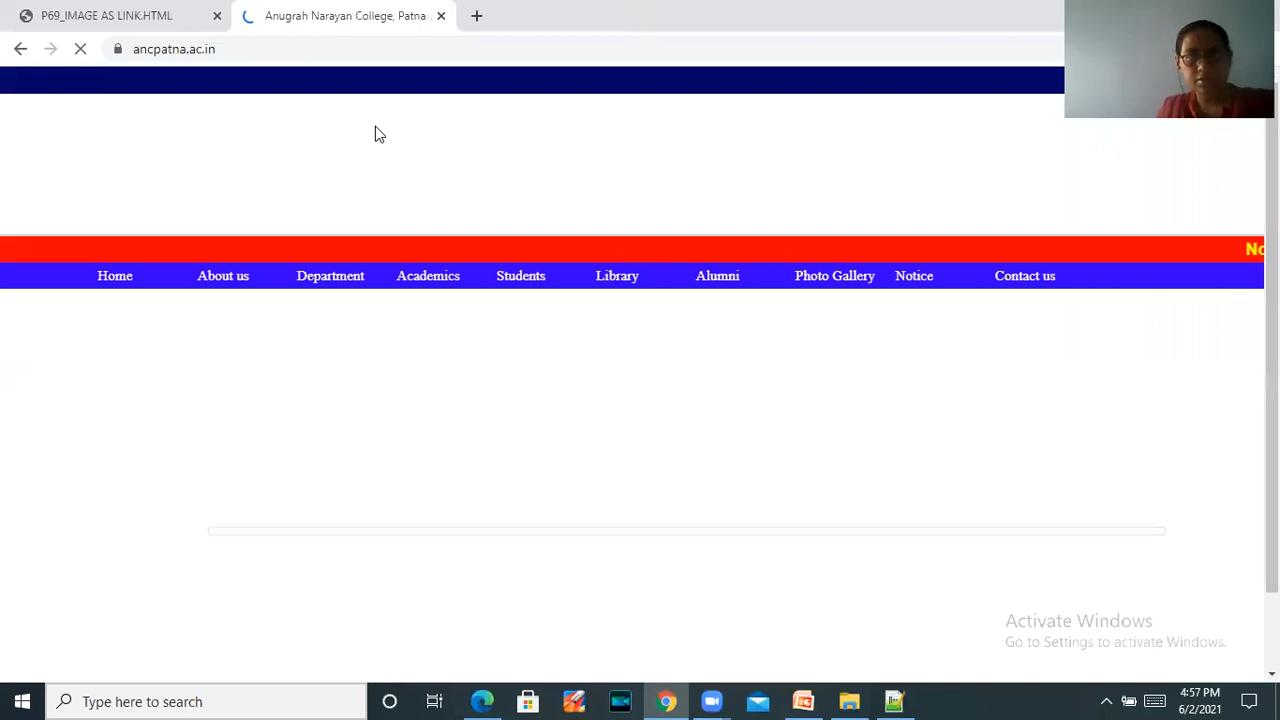 P69_IMAGE AS LINK.HTML
Anugrah Narayan College, Patna
ancpatna.ac.in
No
Home About us Department Academics Students Library Alumni Photo Gallery Notice Contact us
Activate Windows
Go to Settings to activate Windows.
Type here to search
4:57 PM
6/2/2021